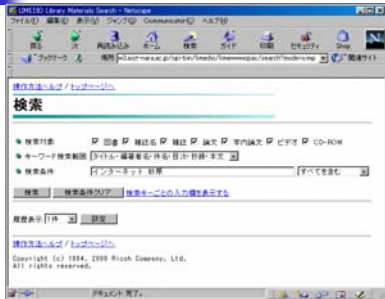 LIMEDIO Library Materials Search - Netscape
ファイル(F) 編集(E) 表示(V) ジャンプ(G) Communicator(C) ヘルプ(H)
戻る 次 再読み込み ホーム 検索 ガイド 印刷 セキュリティ Shop
ブックマーク 場所 関連サイト
操作方法ヘルプ / トップページへ
検索
検索対象 図書 雑誌名 雑誌 論文 学内論文 ビデオ CD-ROM
キーワード検索範囲 タイトル・編著者名・件名・目次・抄録・本文
検索条件 インターネット 砂原 すべてを含む
検索 検索条件クリア 検索キーごとの入力欄を表示する
履歴表示 1件 設定
操作方法ヘルプ / トップページへ
Copyright (c) 1994, 2000 Ricoh Company, Ltd.
All rights reserved.
ドキュメント: 完了。